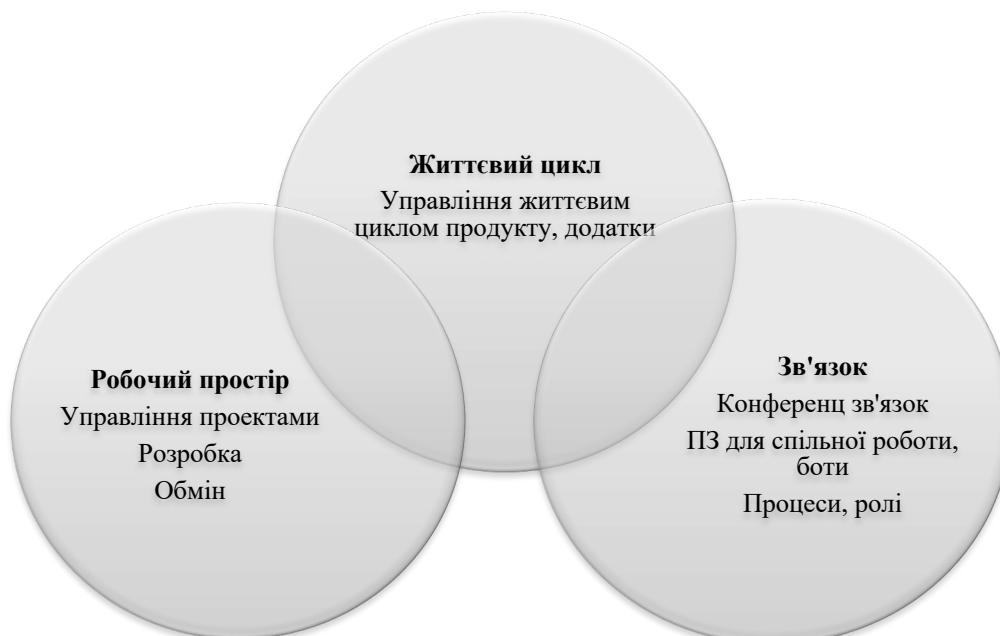 Життєвий цикл
Управління життєвим
циклом продукту, додатки
Робочий простір
Управління проектами
Розробка
Обмін
Зв'язок
Конференц зв'язок
ПЗ для спільної роботи,
боти
Процеси, ролі